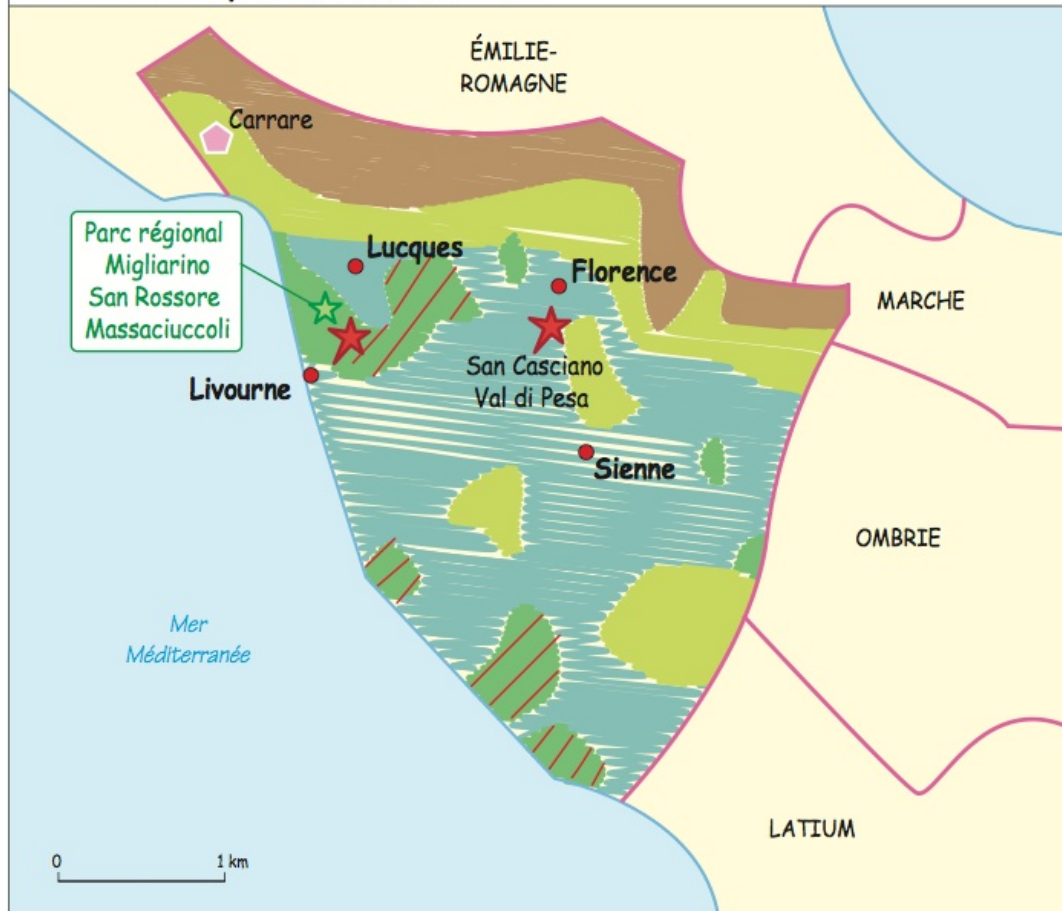 ÉMILIE-
ROMAGNE
Carrare
Parc régional
Migliarino
San Rossore
Massaciuccoli
Lucques
Florence
MARCHE
San Casciano
Val di Pesa
Livourne
Sienne
OMBRIE
Mer
Méditerranée
LATIUM
0 1 km